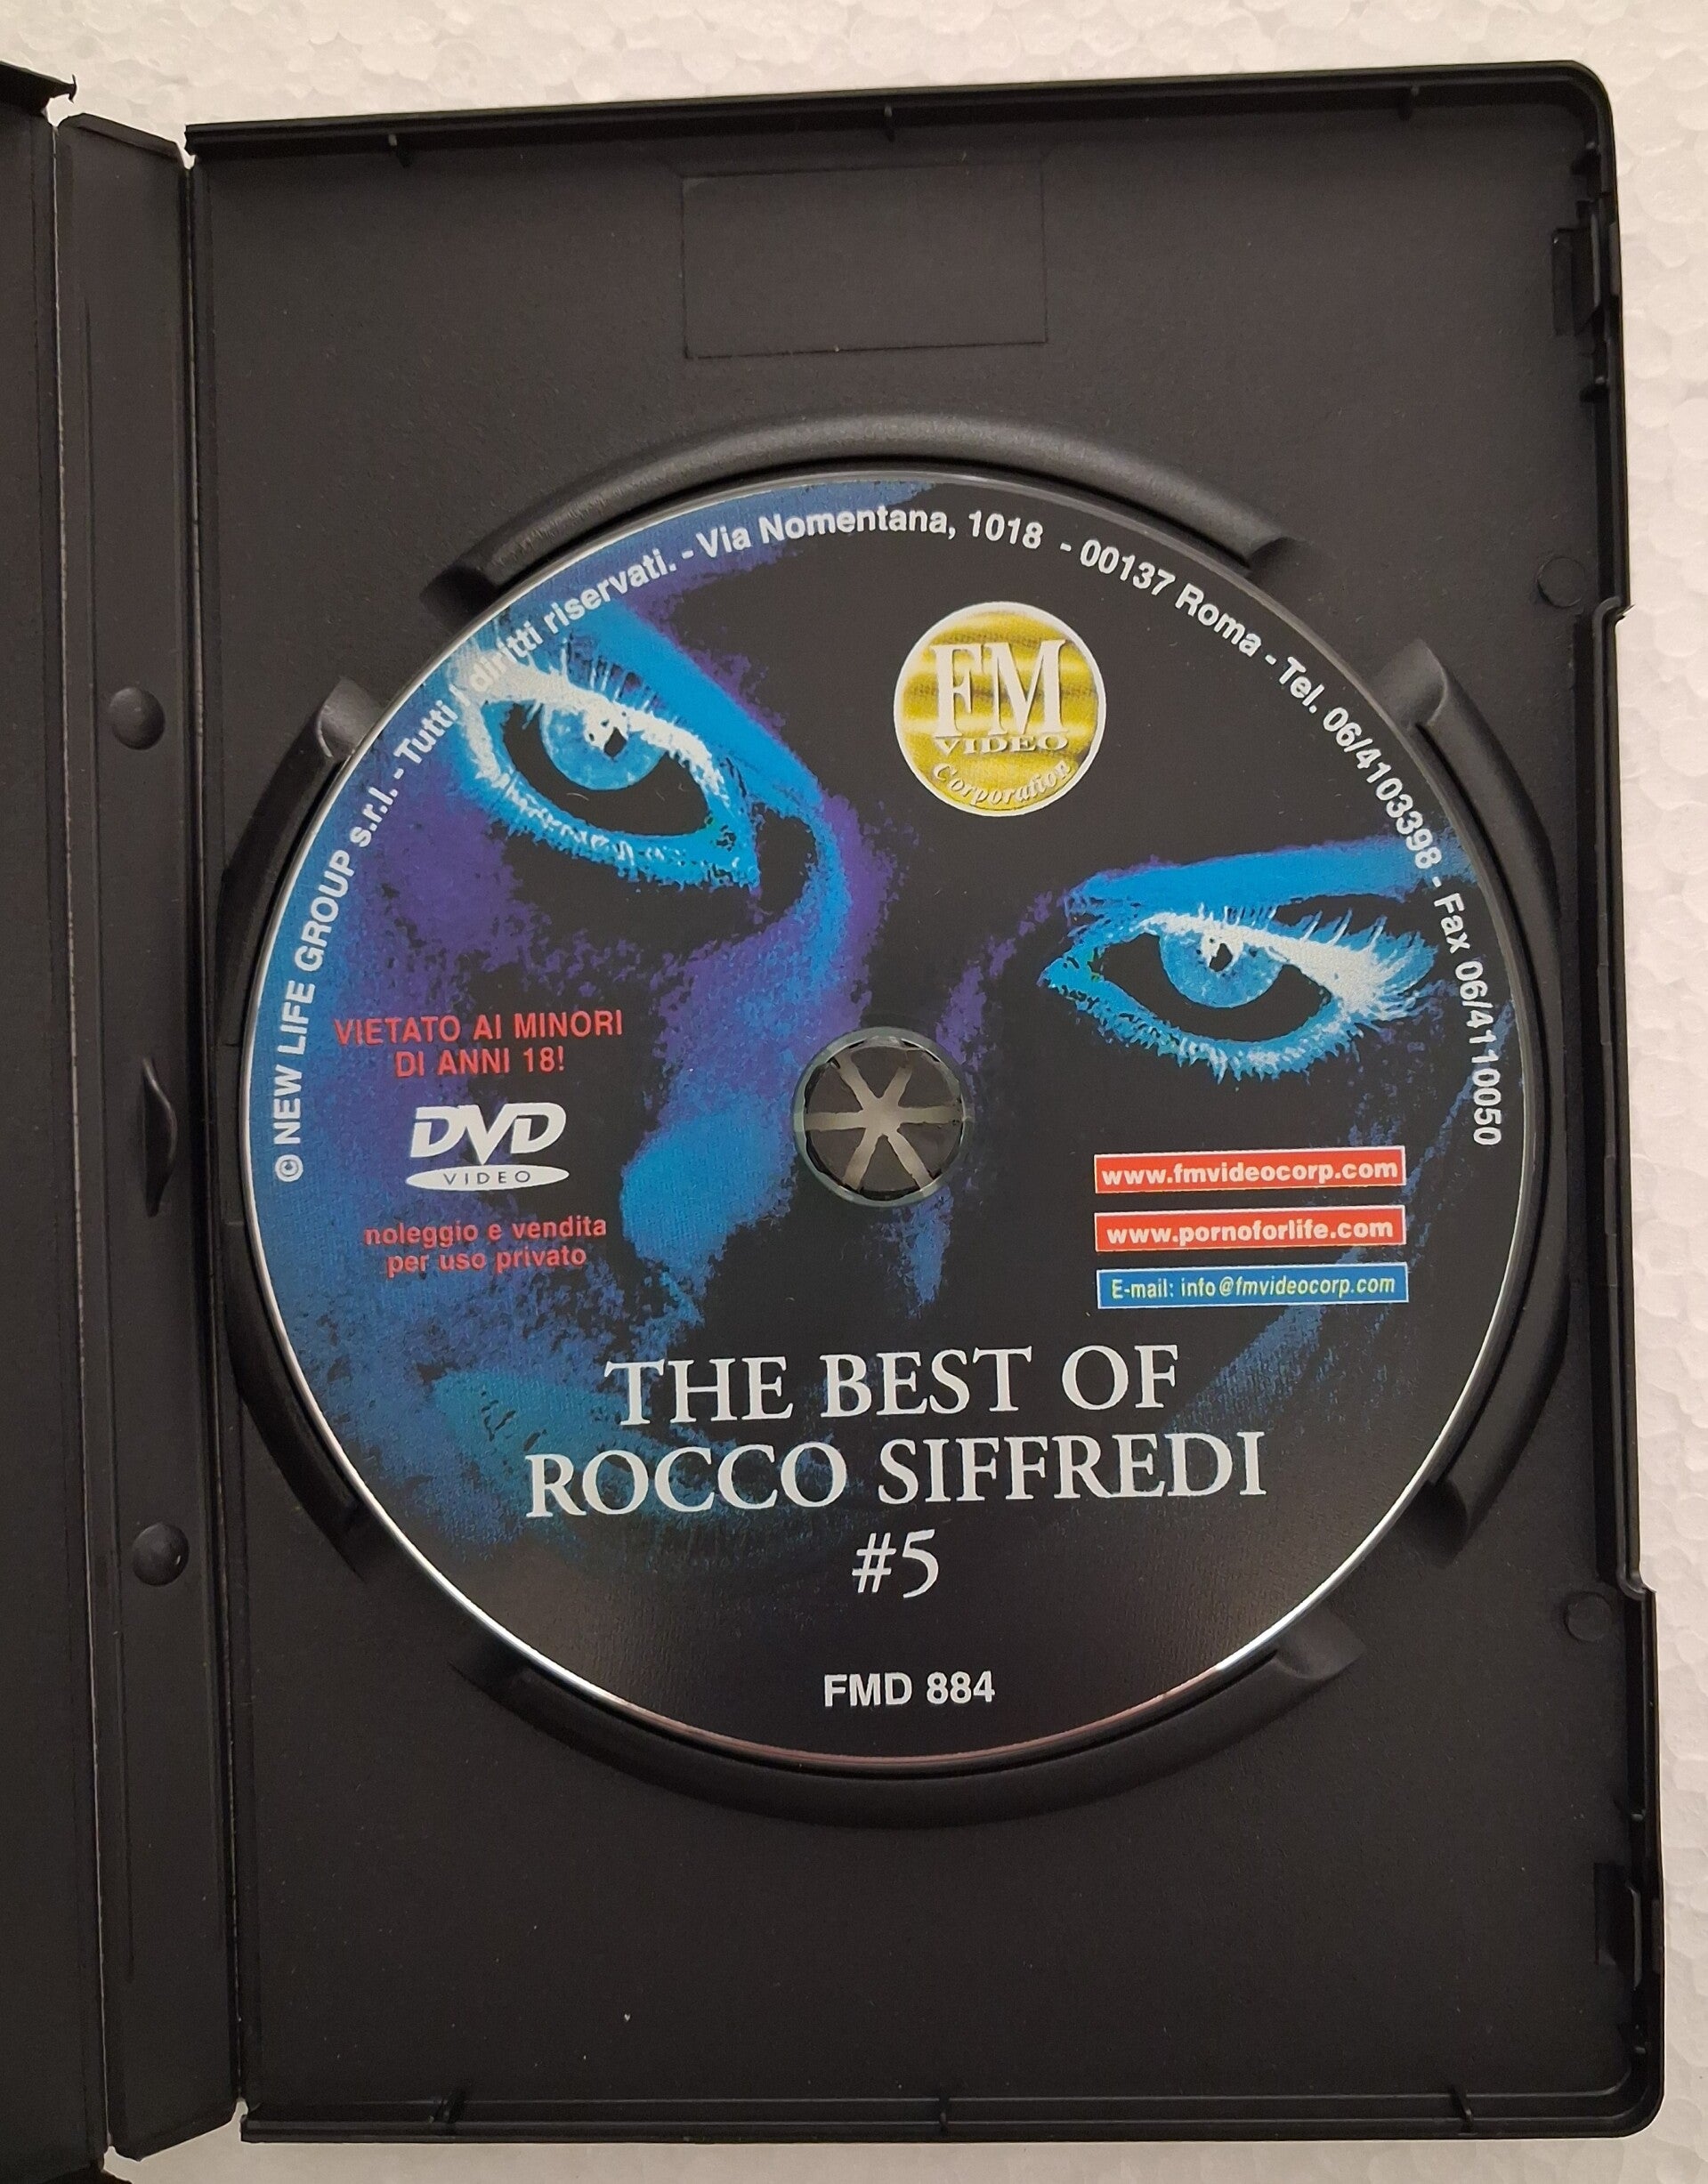 © NEW LIFE GROUP s.r.l. - Tutti i diritti riservati. - Via Nomentana, 1018 - 00137 Roma - Tel. 06/4103398 - Fax 06/4110050
FM
VIDEO
Corporation
VIETATO AI MINORI
DI ANNI 18!
DVD
VIDEO
noleggio e vendita
per uso privato
www.fmvideocorp.com
www.pornoforlife.com
E-mail: info@fmvideocorp.com
THE BEST OF
ROCCO SIFFREDI
#5
FMD 884